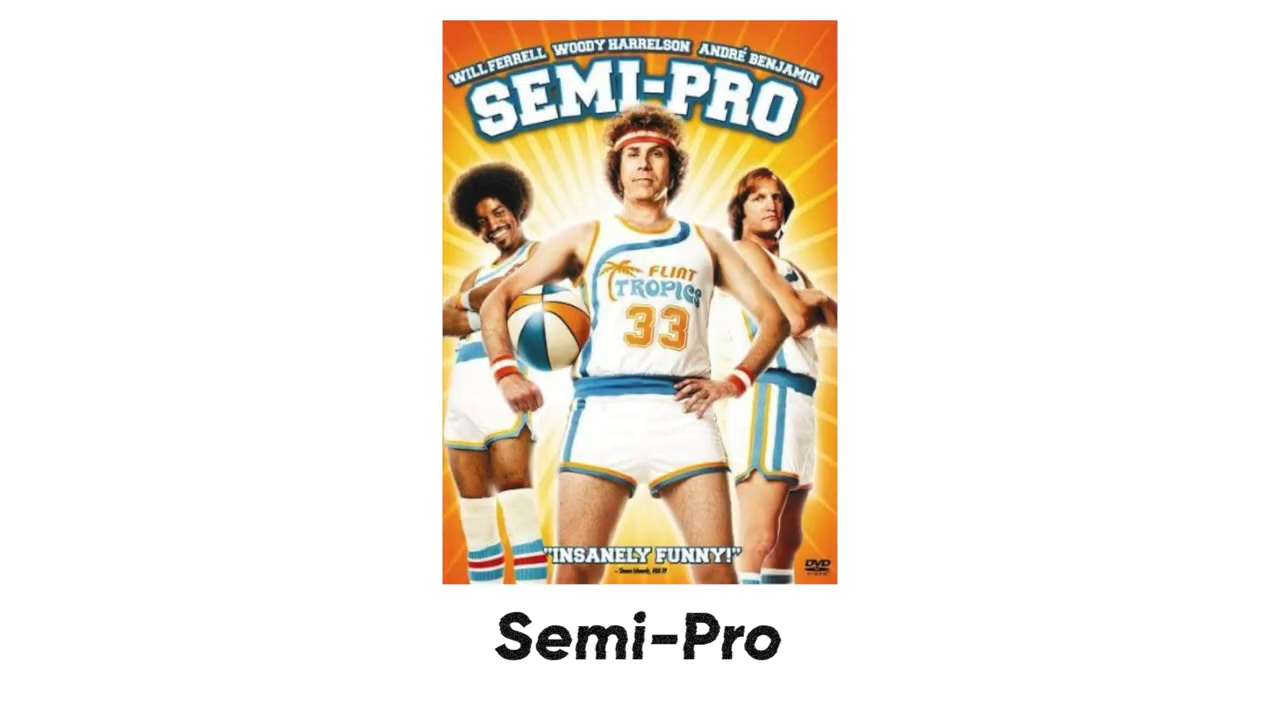 WILL FERRELL WOODY HARRELSON ANDRÉ BENJAMIN
SEMI-PRO
FLINT
TROPICS
33
"INSANELY FUNNY!"
DVD
Semi-Pro